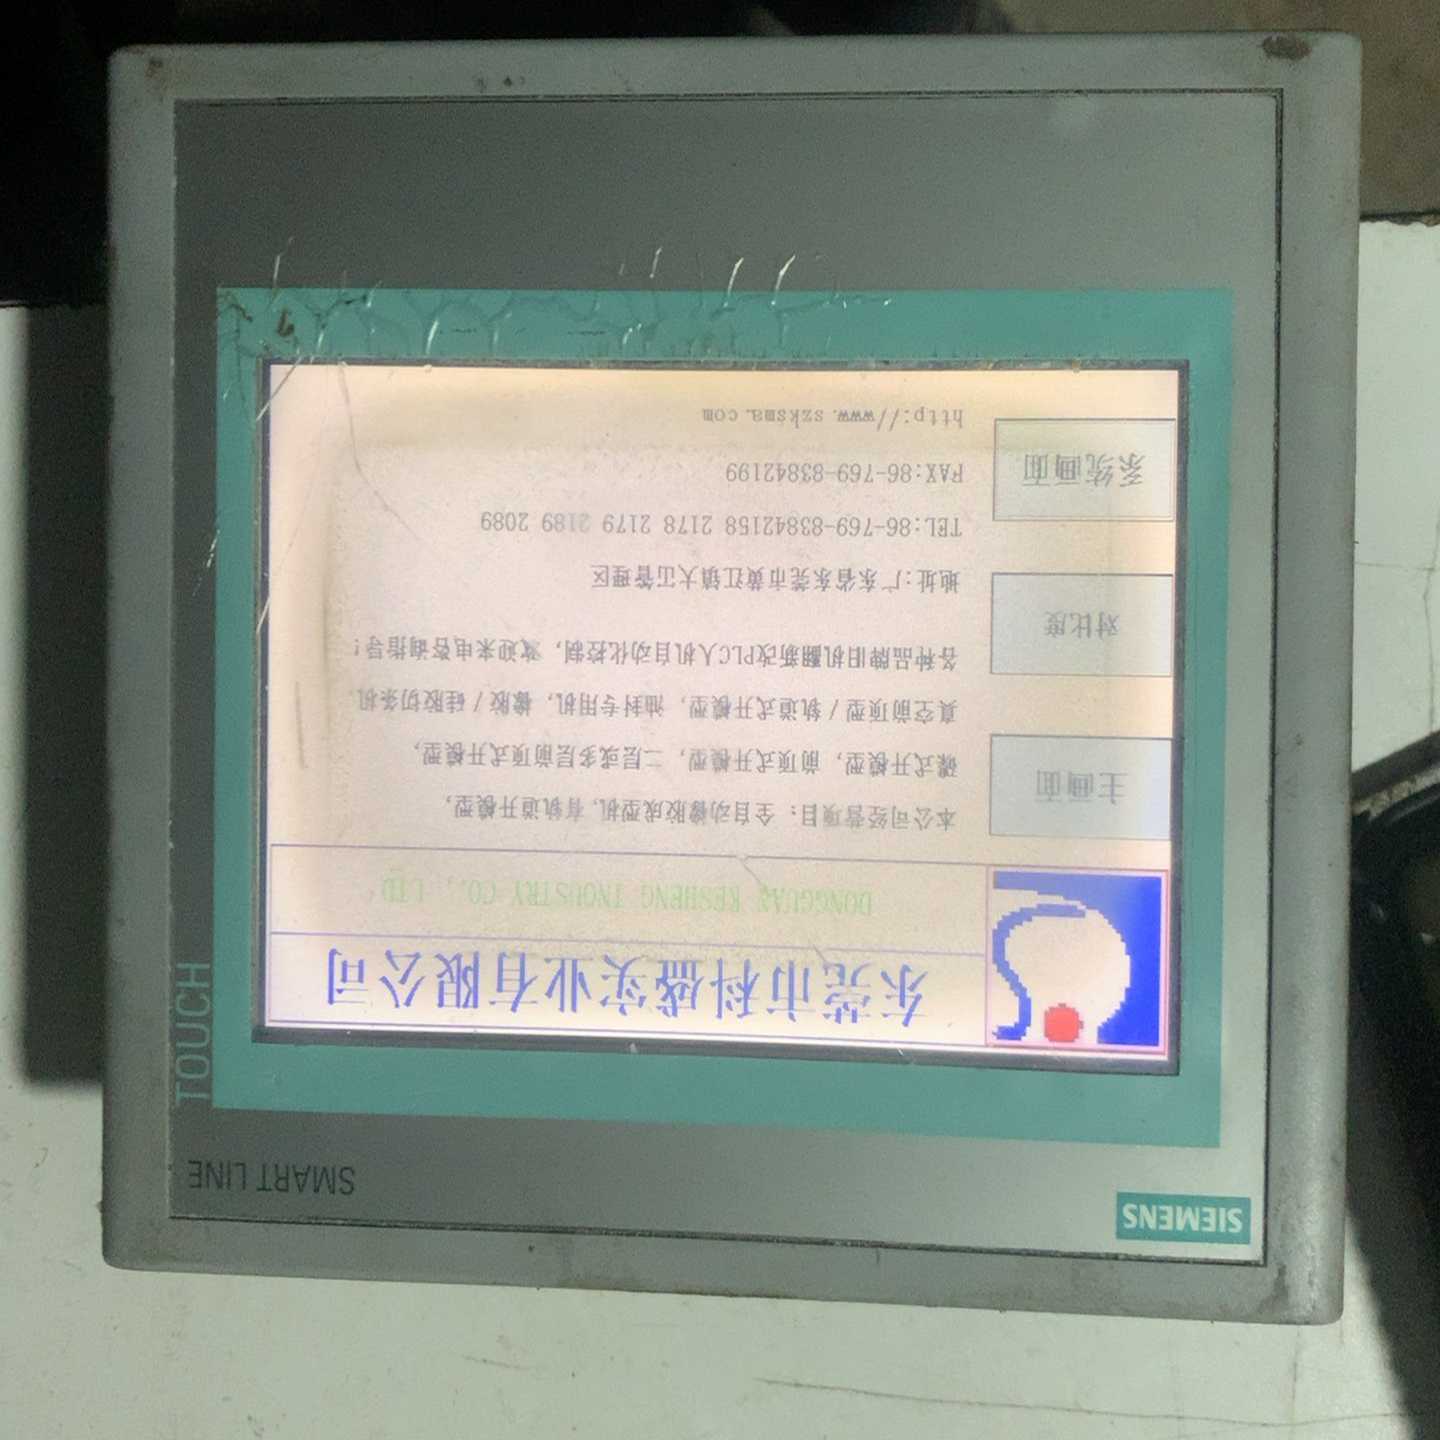 SIEMENS
SMART LINE
TOUCH
东莞市科盛实业有限公司
DONGGUAN KESHENG INOUSTRY CO., LTD
主画面
对比度
系统画面
本公司经营项目: 全自动橡胶成型机, 有轨道开模型,
碟式开模型, 前顶式开模型, 二层或多层前顶式开模型,
真空前顶型/轨道式开模型, 油封专用机, 橡胶/硅胶切条机
各种品牌旧机翻新改PLC人机自动化控制, 欢迎来电咨询指导!
地址:广东省东莞市黄江镇大冚管理区
TEL:86-769-83842158 2178 2179 2189 2089
FAX:86-769-83842199
http://www.szksma.com